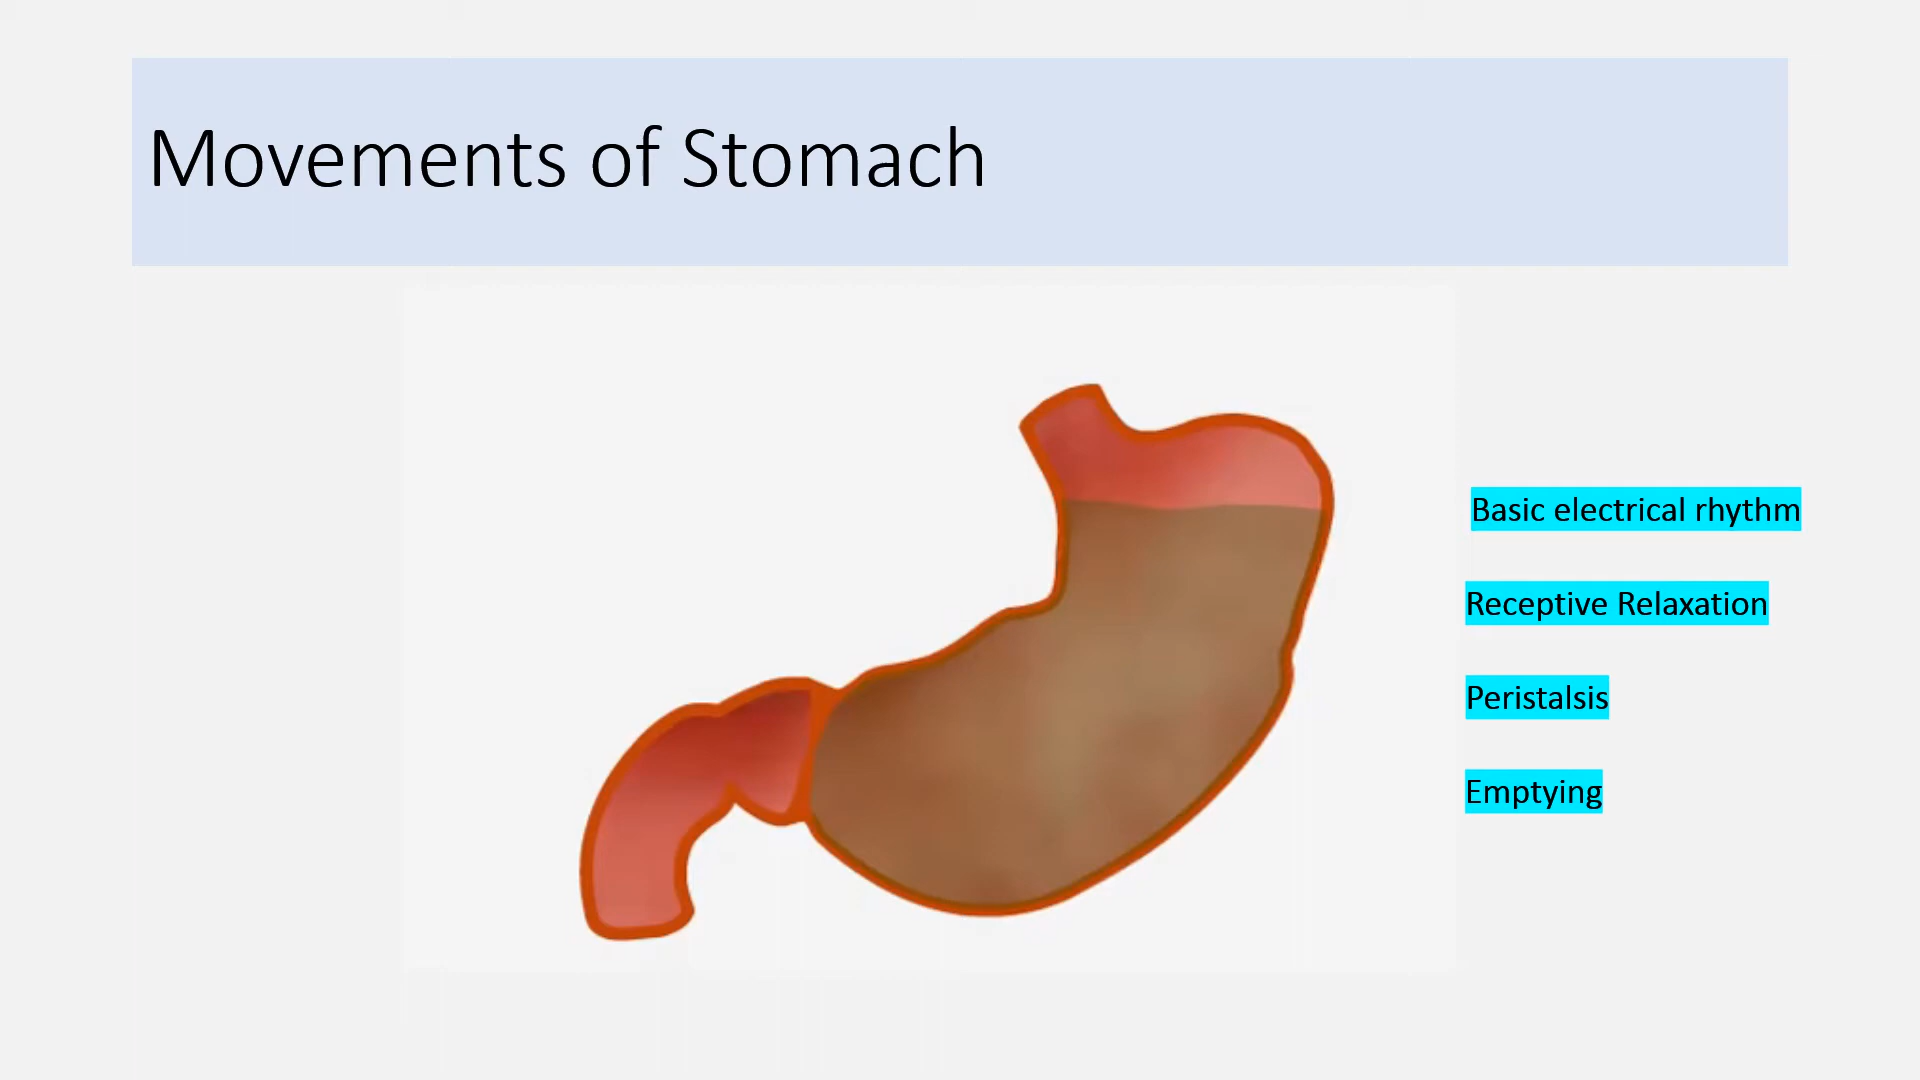 Movements of Stomach
Basic electrical rhythm
Receptive Relaxation
Peristalsis
Emptying